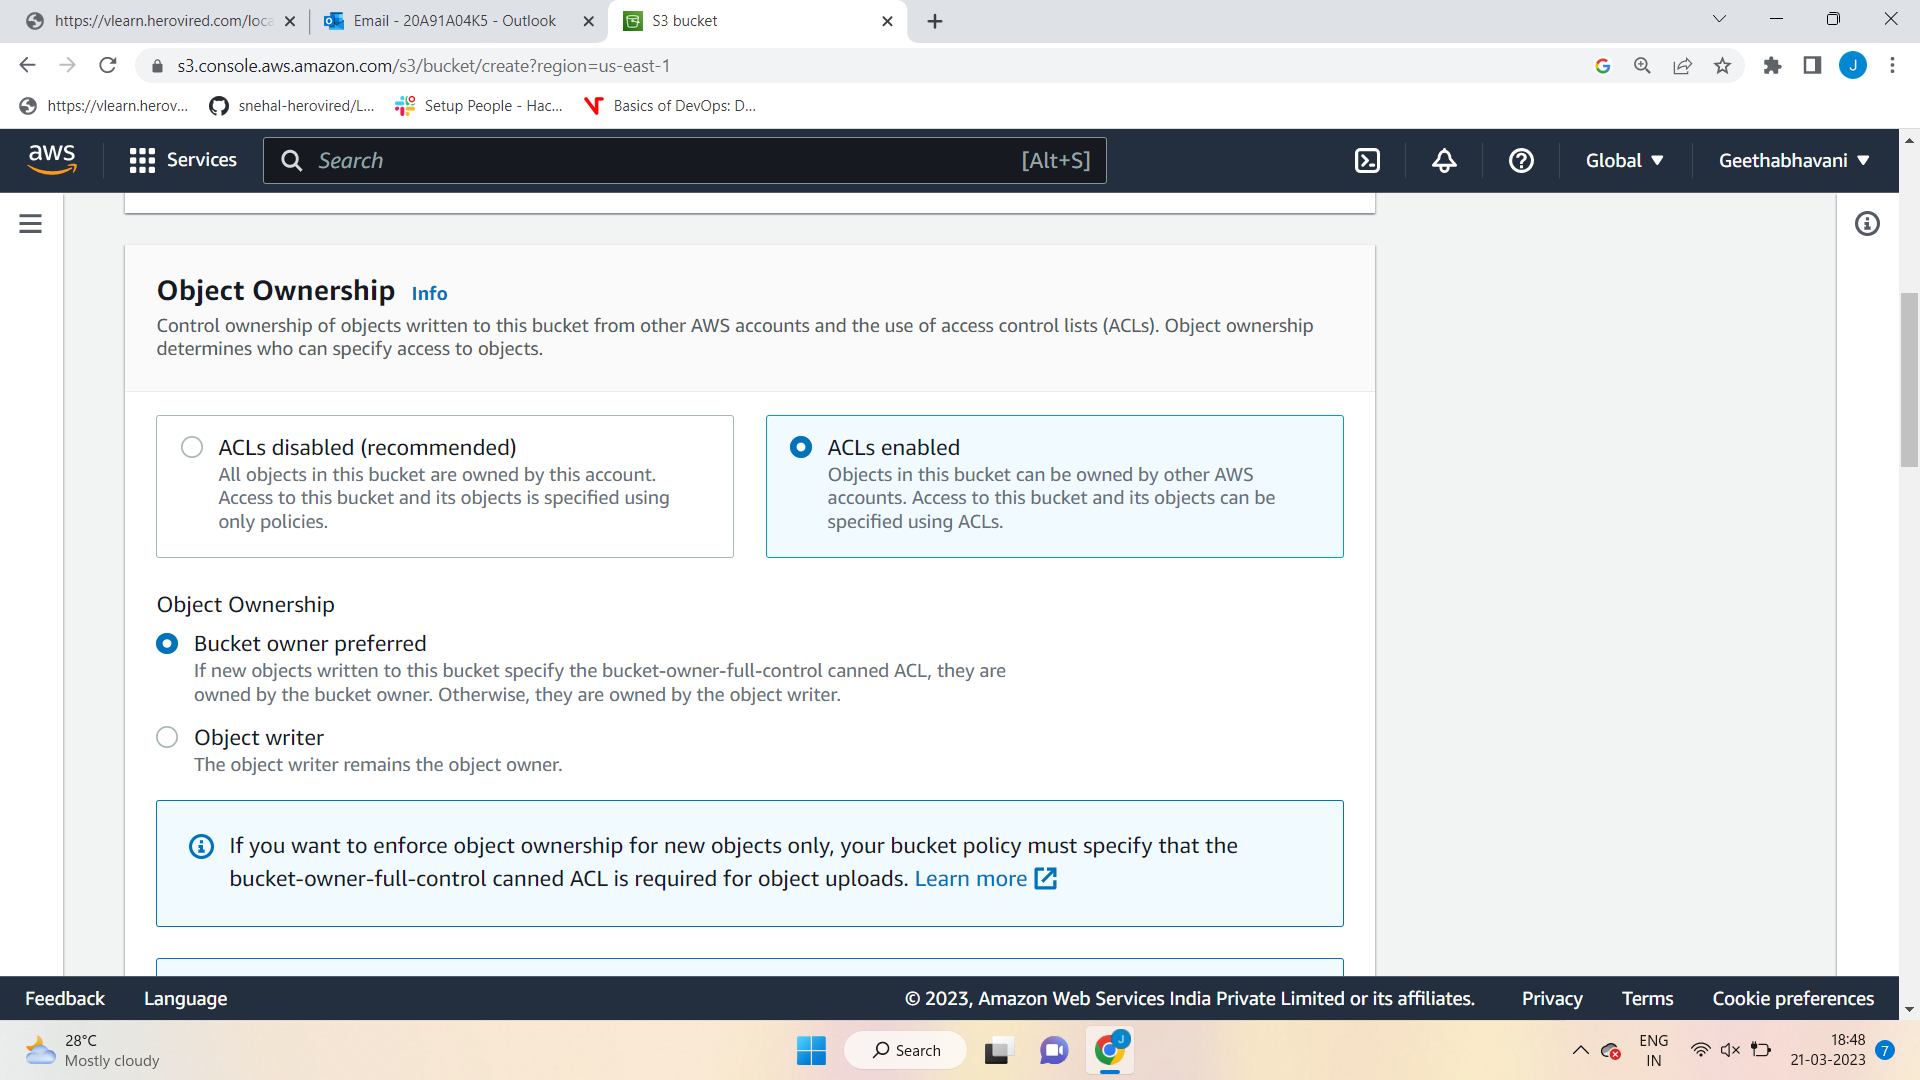 https://vlearn.herovired.com/loca
Email - 20A91A04K5 - Outlook
S3 bucket
s3.console.aws.amazon.com/s3/bucket/create?region=us-east-1
J
https://vlearn.herov...
snehal-herovired/L...
Setup People - Hac...
Basics of DevOps: D...
aws
Services
Search
[Alt+S]
Global
Geethabhavani
Object Ownership Info
Control ownership of objects written to this bucket from other AWS accounts and the use of access control lists (ACLs). Object ownership
determines who can specify access to objects.
ACLs disabled (recommended)
All objects in this bucket are owned by this account.
Access to this bucket and its objects is specified using
only policies.
ACLs enabled
Objects in this bucket can be owned by other AWS
accounts. Access to this bucket and its objects can be
specified using ACLs.
Object Ownership
Bucket owner preferred
If new objects written to this bucket specify the bucket-owner-full-control canned ACL, they are
owned by the bucket owner. Otherwise, they are owned by the object writer.
Object writer
The object writer remains the object owner.
If you want to enforce object ownership for new objects only, your bucket policy must specify that the
bucket-owner-full-control canned ACL is required for object uploads. Learn more
Feedback
Language
© 2023, Amazon Web Services India Private Limited or its affiliates.
Privacy
Terms
Cookie preferences
28°C
Mostly cloudy
Search
J
ENG
IN
18:48
21-03-2023
7